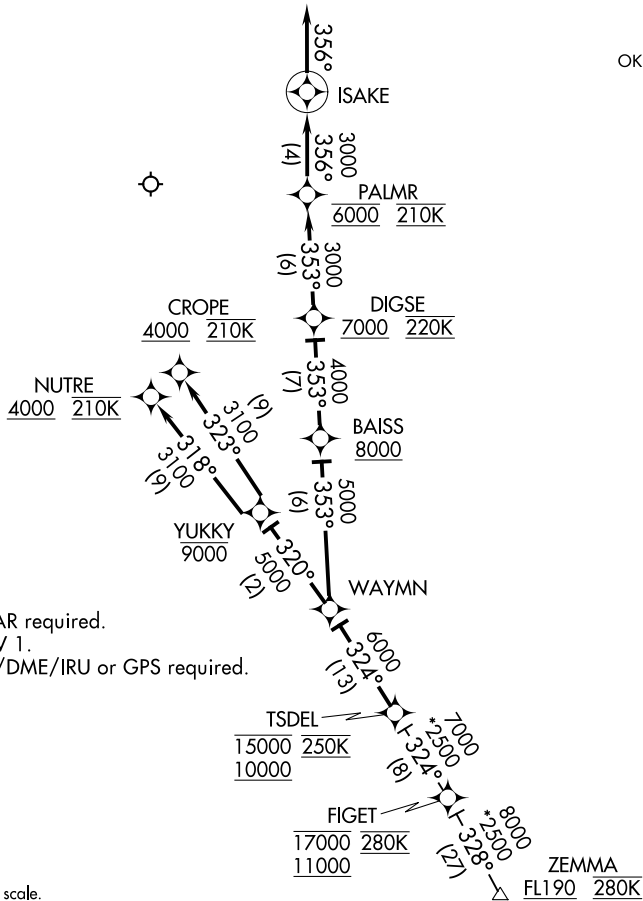 356°
OK
ISAKE
3000
356°
(4)
PALMR
6000 210K
3000
353°
(6)
CROPE
4000 210K
DIGSE
7000 220K
NUTRE
4000 210K
4000
353°
(7)
(9)
3100
323°
318°
3100
(9)
BAISS
8000
5000
353°
(6)
YUKKY
9000
320°
5000
(2)
WAYMN
AR required.
1.
/DME/IRU or GPS required.
6000
324°
(13)
TSDEL
15000 250K
10000
7000
*2500
324°
(8)
FIGET
17000 280K
11000
8000
*2500
328°
(27)
ZEMMA
FL190 280K
scale.